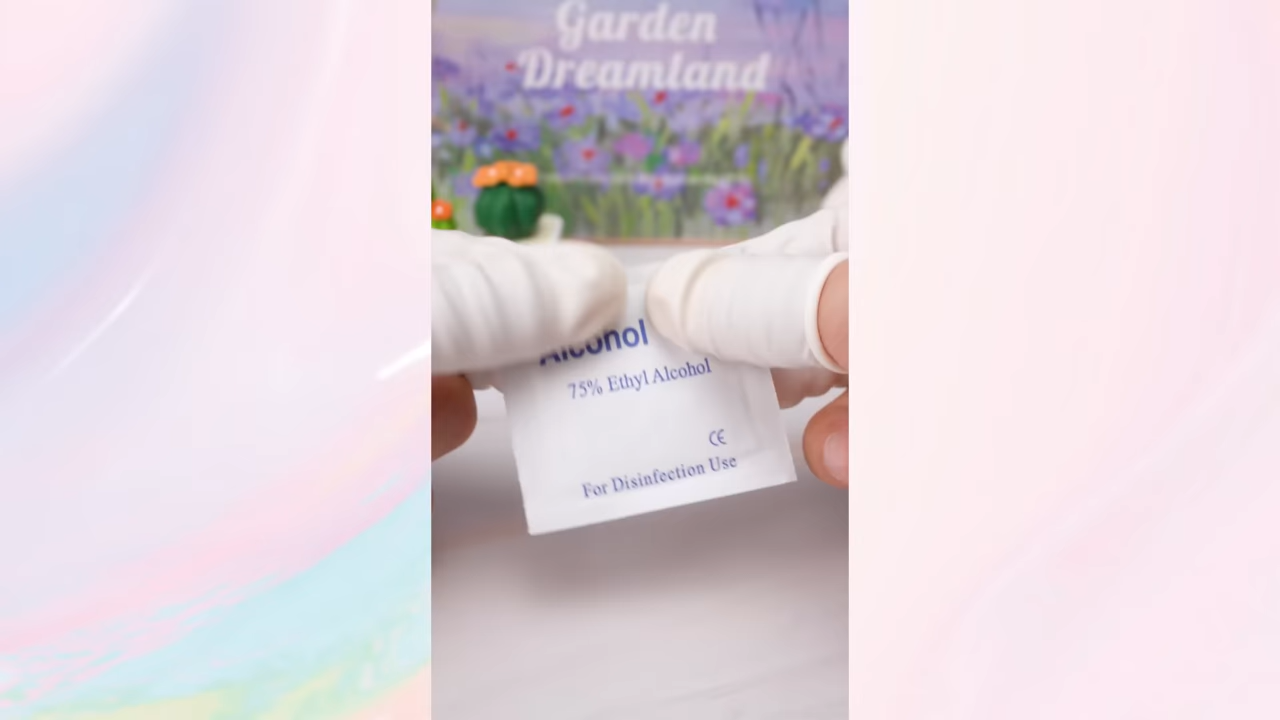 Garden
Dreamland
Alcohol
75% Ethyl Alcohol
CE
For Disinfection Use